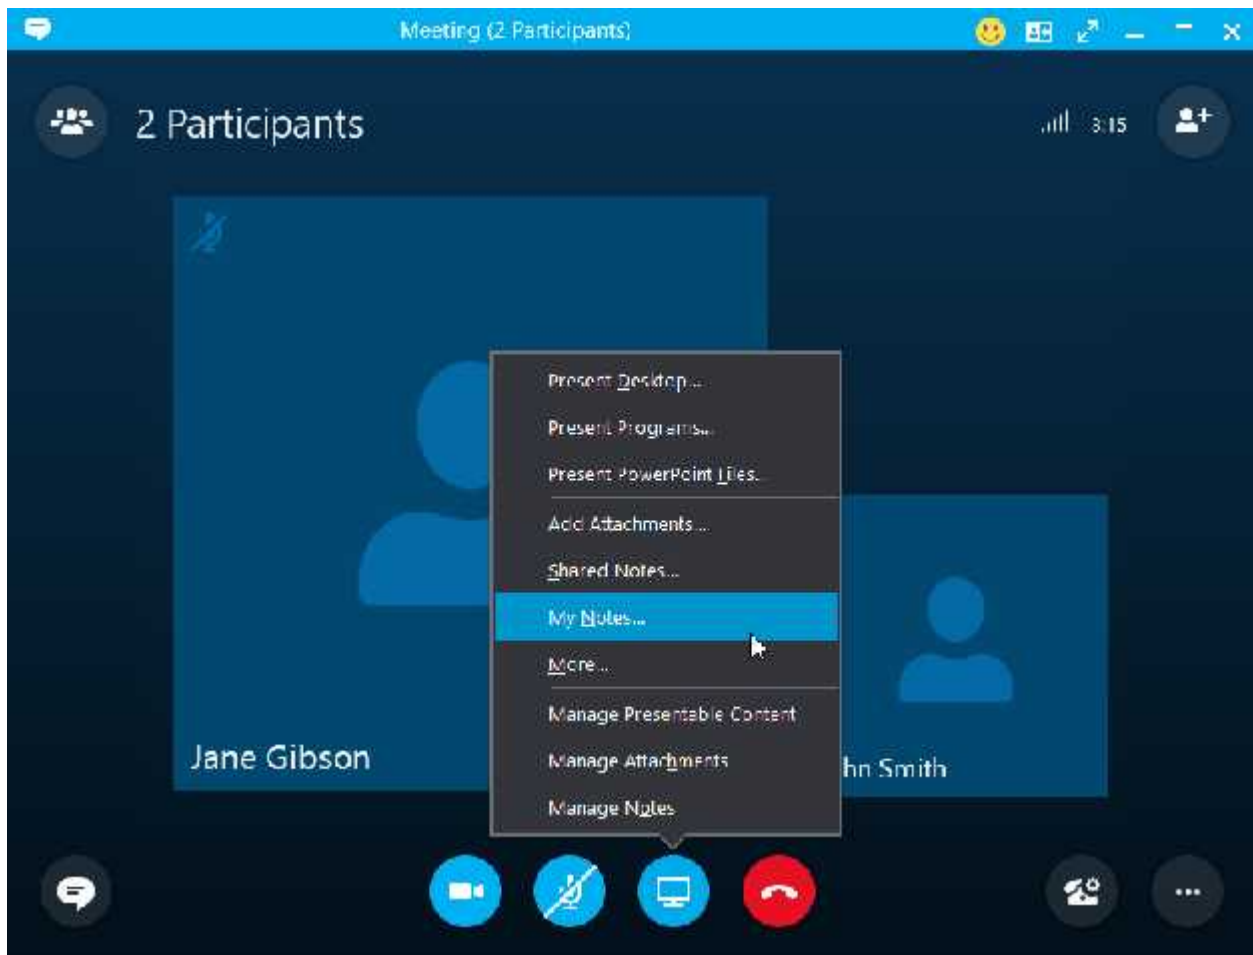 Meeting (2 Participants)
2 Participants
3:15
Present Desktop...
Present Programs...
Present PowerPoint Files...
Add Attachments...
Shared Notes...
My Notes...
More...
Manage Presentable Content
Manage Attachments
Manage Notes
Jane Gibson
hn Smith